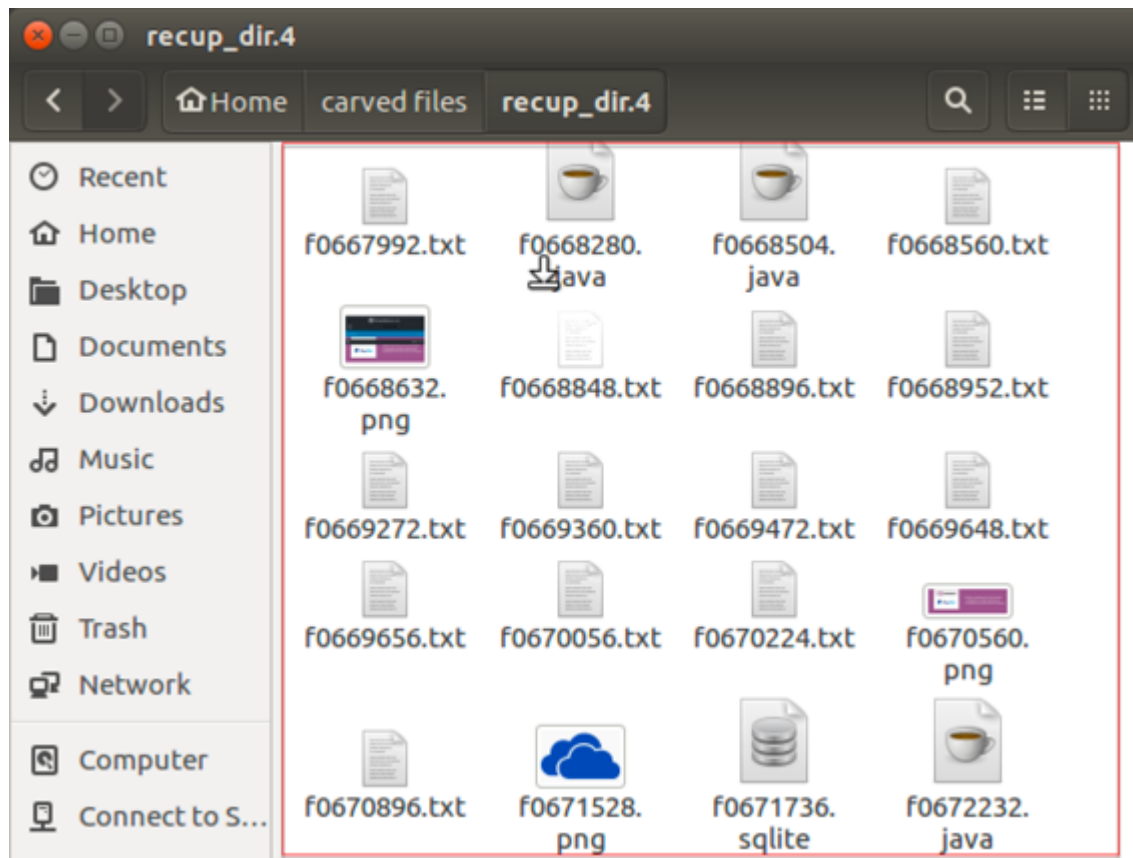 recup_dir.4
Home carved files recup_dir.4
Recent
Home
Desktop
Documents
Downloads
Music
Pictures
Videos
Trash
Network
Computer
Connect to S...
f0667992.txt
f0668280.
java
f0668504.
java
f0668560.txt
f0668632.
png
f0668848.txt
f0668896.txt
f0668952.txt
f0669272.txt
f0669360.txt
f0669472.txt
f0669648.txt
f0669656.txt
f0670056.txt
f0670224.txt
f0670560.
png
f0670896.txt
f0671528.
png
f0671736.
sqlite
f0672232.
java